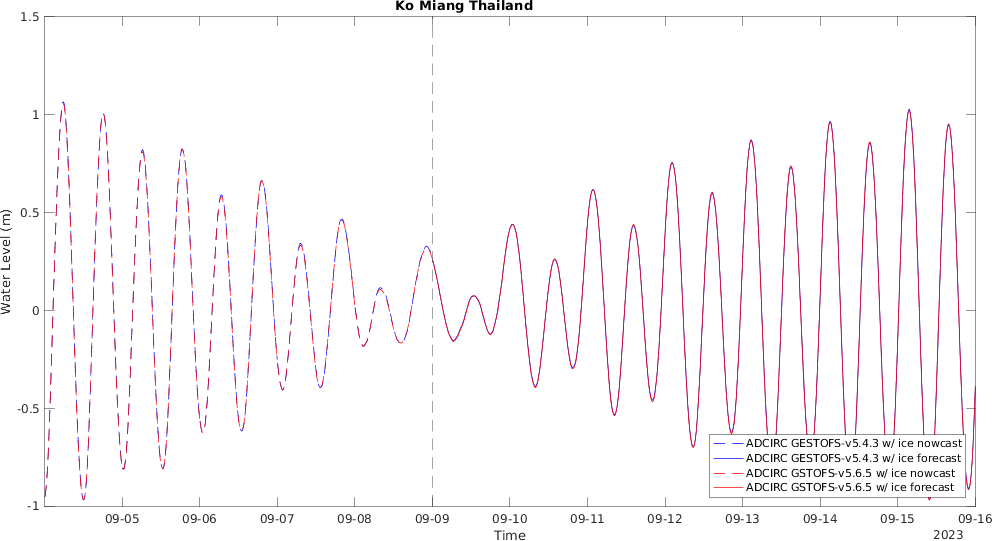 Ko Miang Thailand
Water Level (m)
1.5
1
0.5
0
-0.5
-1
ADCIRC GESTOFS-v5.4.3 w/ ice nowcast
ADCIRC GESTOFS-v5.4.3 w/ ice forecast
ADCIRC GSTOFS-v5.6.5 w/ ice nowcast
ADCIRC GSTOFS-v5.6.5 w/ ice forecast
09-05 09-06 09-07 09-08 09-09 09-10 09-11 09-12 09-13 09-14 09-15 09-16
Time
2023